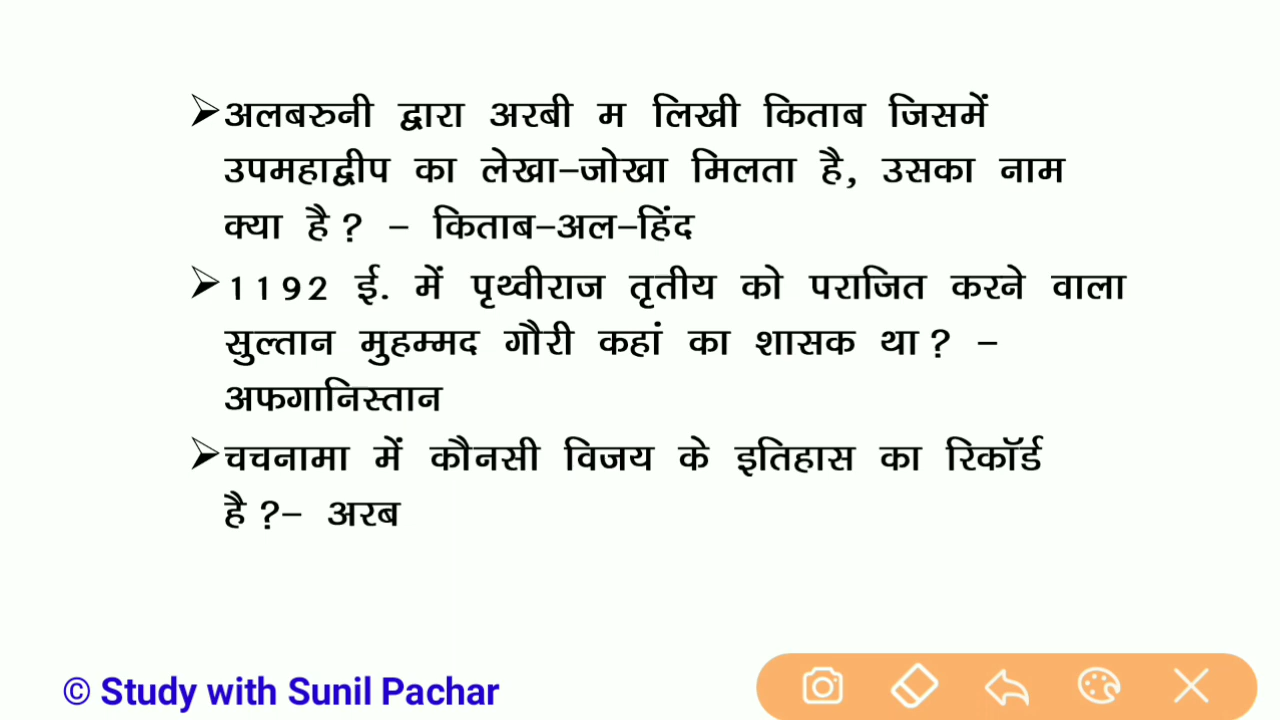 ➢अलबरुनी द्वारा अरबी म लिखी किताब जिसमें
उपमहाद्वीप का लेखा-जोखा मिलता है, उसका नाम
क्या है? - किताब-अल-हिंद
➢1192 ई. में पृथ्वीराज तृतीय को पराजित करने वाला
सुल्तान मुहम्मद गौरी कहां का शासक था? -
अफगानिस्तान
➢चचनामा में कौनसी विजय के इतिहास का रिकॉर्ड
है?- अरब
© Study with Sunil Pachar